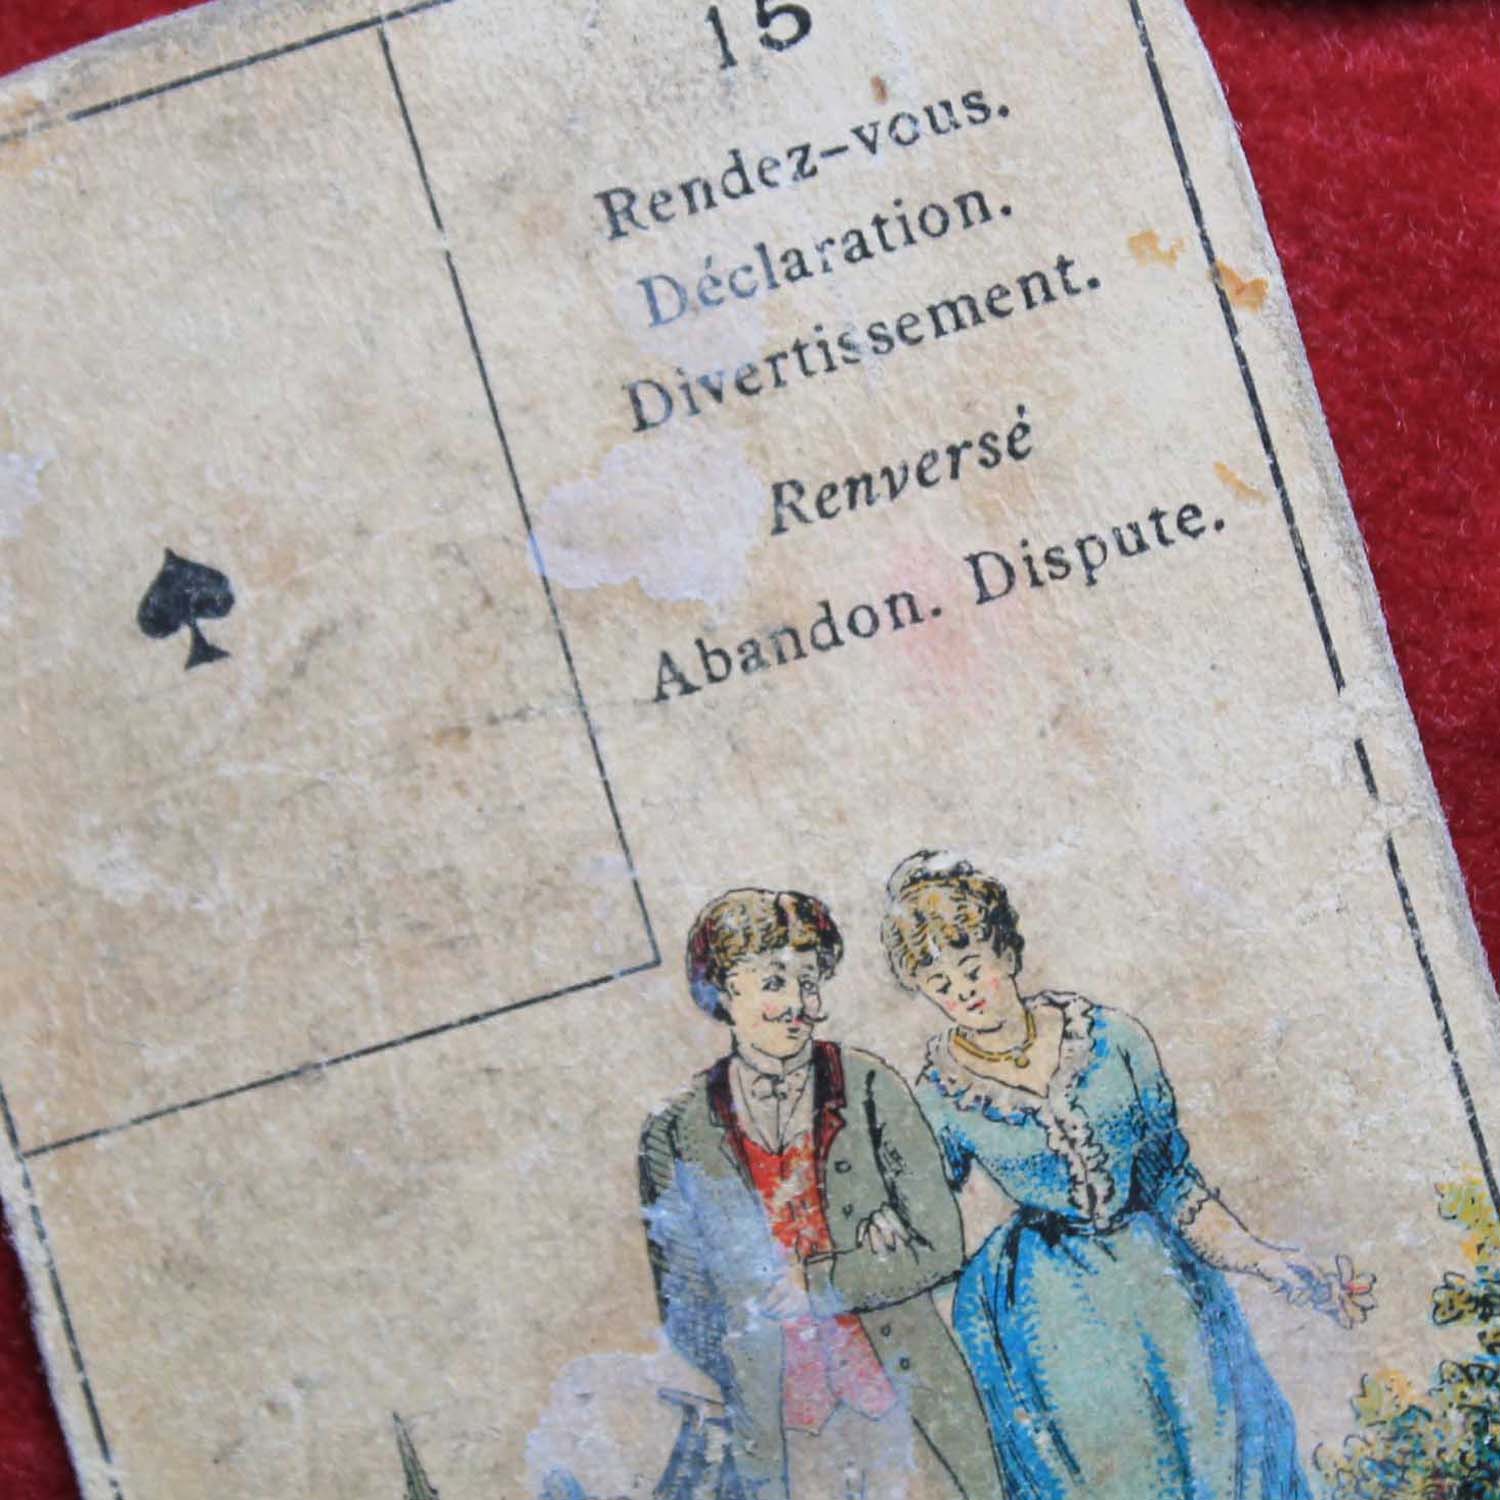 15
Rendez-vous.
Déclaration.
Divertissement.
Renversé
Abandon. Dispute.